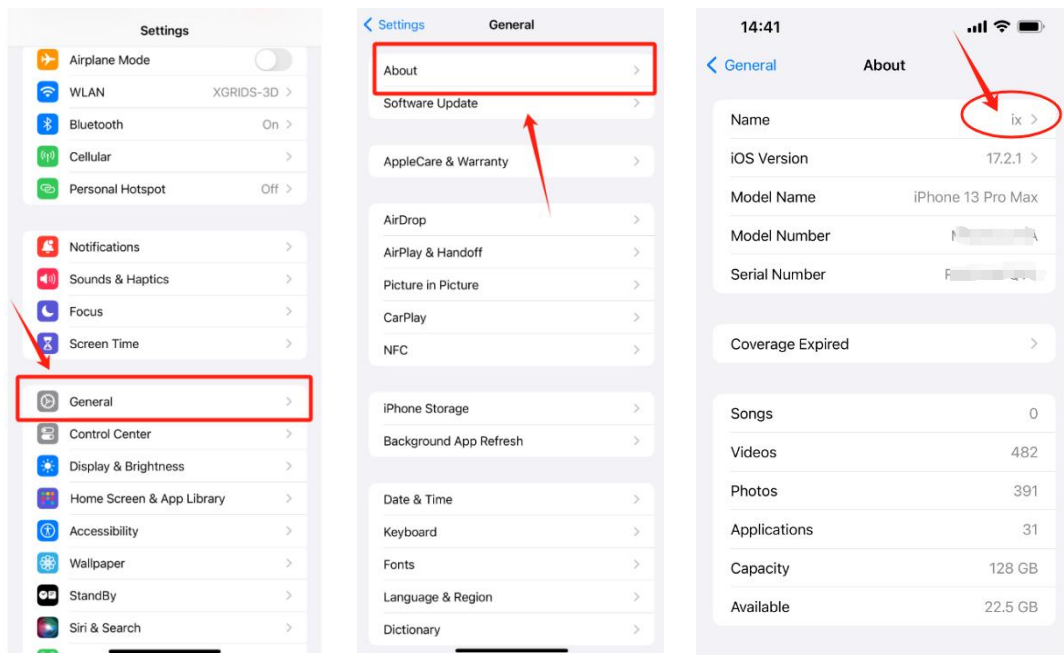 Settings
Airplane Mode
WLAN XGRIDS-3D
Bluetooth On
Cellular
Personal Hotspot Off
Notifications
Sounds & Haptics
Focus
Screen Time
General
Control Center
Display & Brightness
Home Screen & App Library
Accessibility
Wallpaper
StandBy
Siri & Search
Settings General
About
Software Update
AppleCare & Warranty
AirDrop
AirPlay & Handoff
Picture in Picture
CarPlay
NFC
iPhone Storage
Background App Refresh
Date & Time
Keyboard
Fonts
Language & Region
Dictionary
14:41
General About
Name ix
iOS Version 17.2.1
Model Name iPhone 13 Pro Max
Model Number
Serial Number
Coverage Expired
Songs 0
Videos 482
Photos 391
Applications 31
Capacity 128 GB
Available 22.5 GB